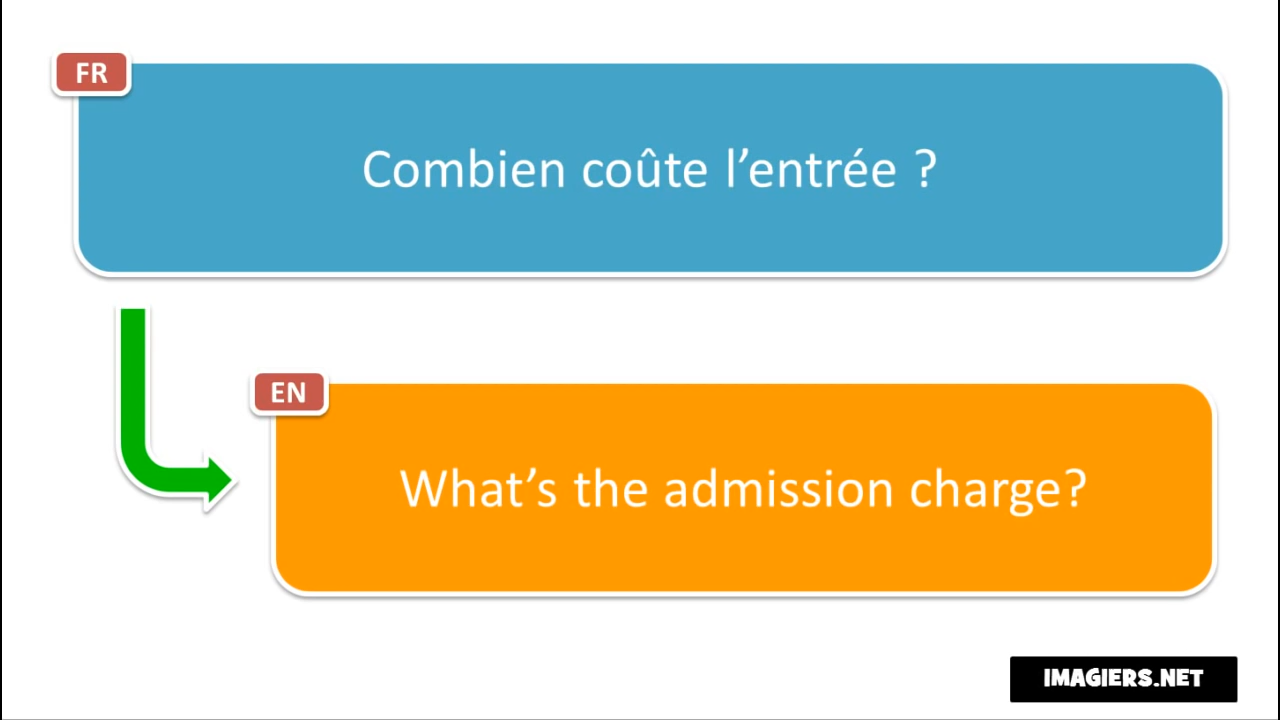 FR
Combien coûte l’entrée ?
EN
What’s the admission charge?
IMAGIERS.NET